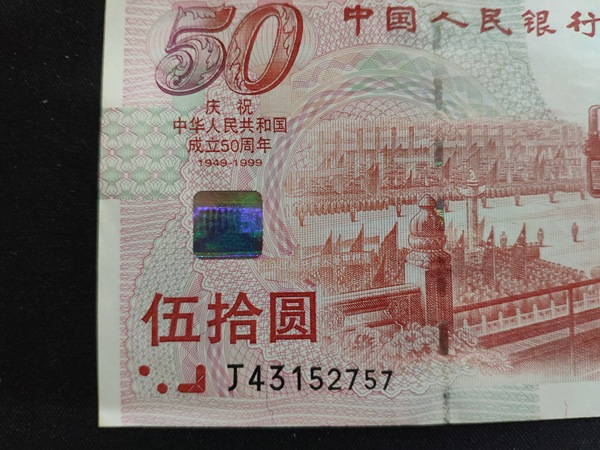 50
中国人民银行
庆祝
中华人民共和国
成立50周年
1949-1999
伍拾圆
J43152757